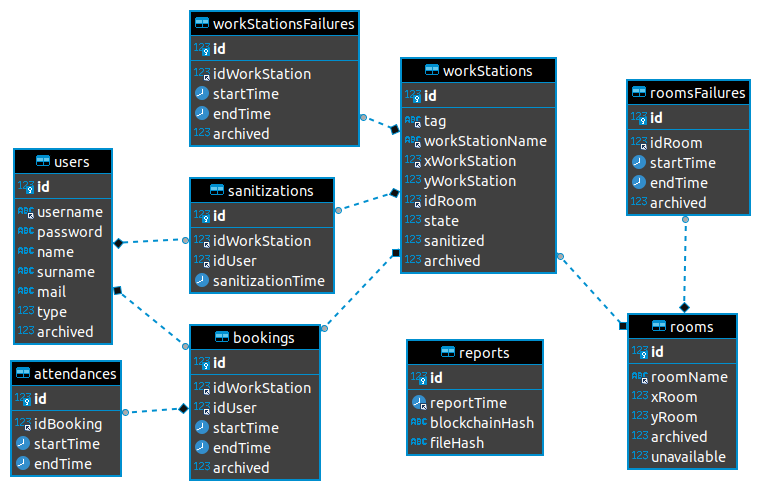 workStationsFailures
id
idWorkStation
startTime
endTime
archived
workStations
id
tag
workStationName
xWorkStation
yWorkStation
idRoom
state
sanitized
archived
roomsFailures
id
idRoom
startTime
endTime
archived
users
id
username
password
name
surname
mail
type
archived
sanitizations
id
idWorkStation
idUser
sanitizationTime
bookings
id
idWorkStation
idUser
startTime
endTime
archived
attendances
id
idBooking
startTime
endTime
reports
id
reportTime
blockchainHash
fileHash
rooms
id
roomName
xRoom
yRoom
archived
unavailable